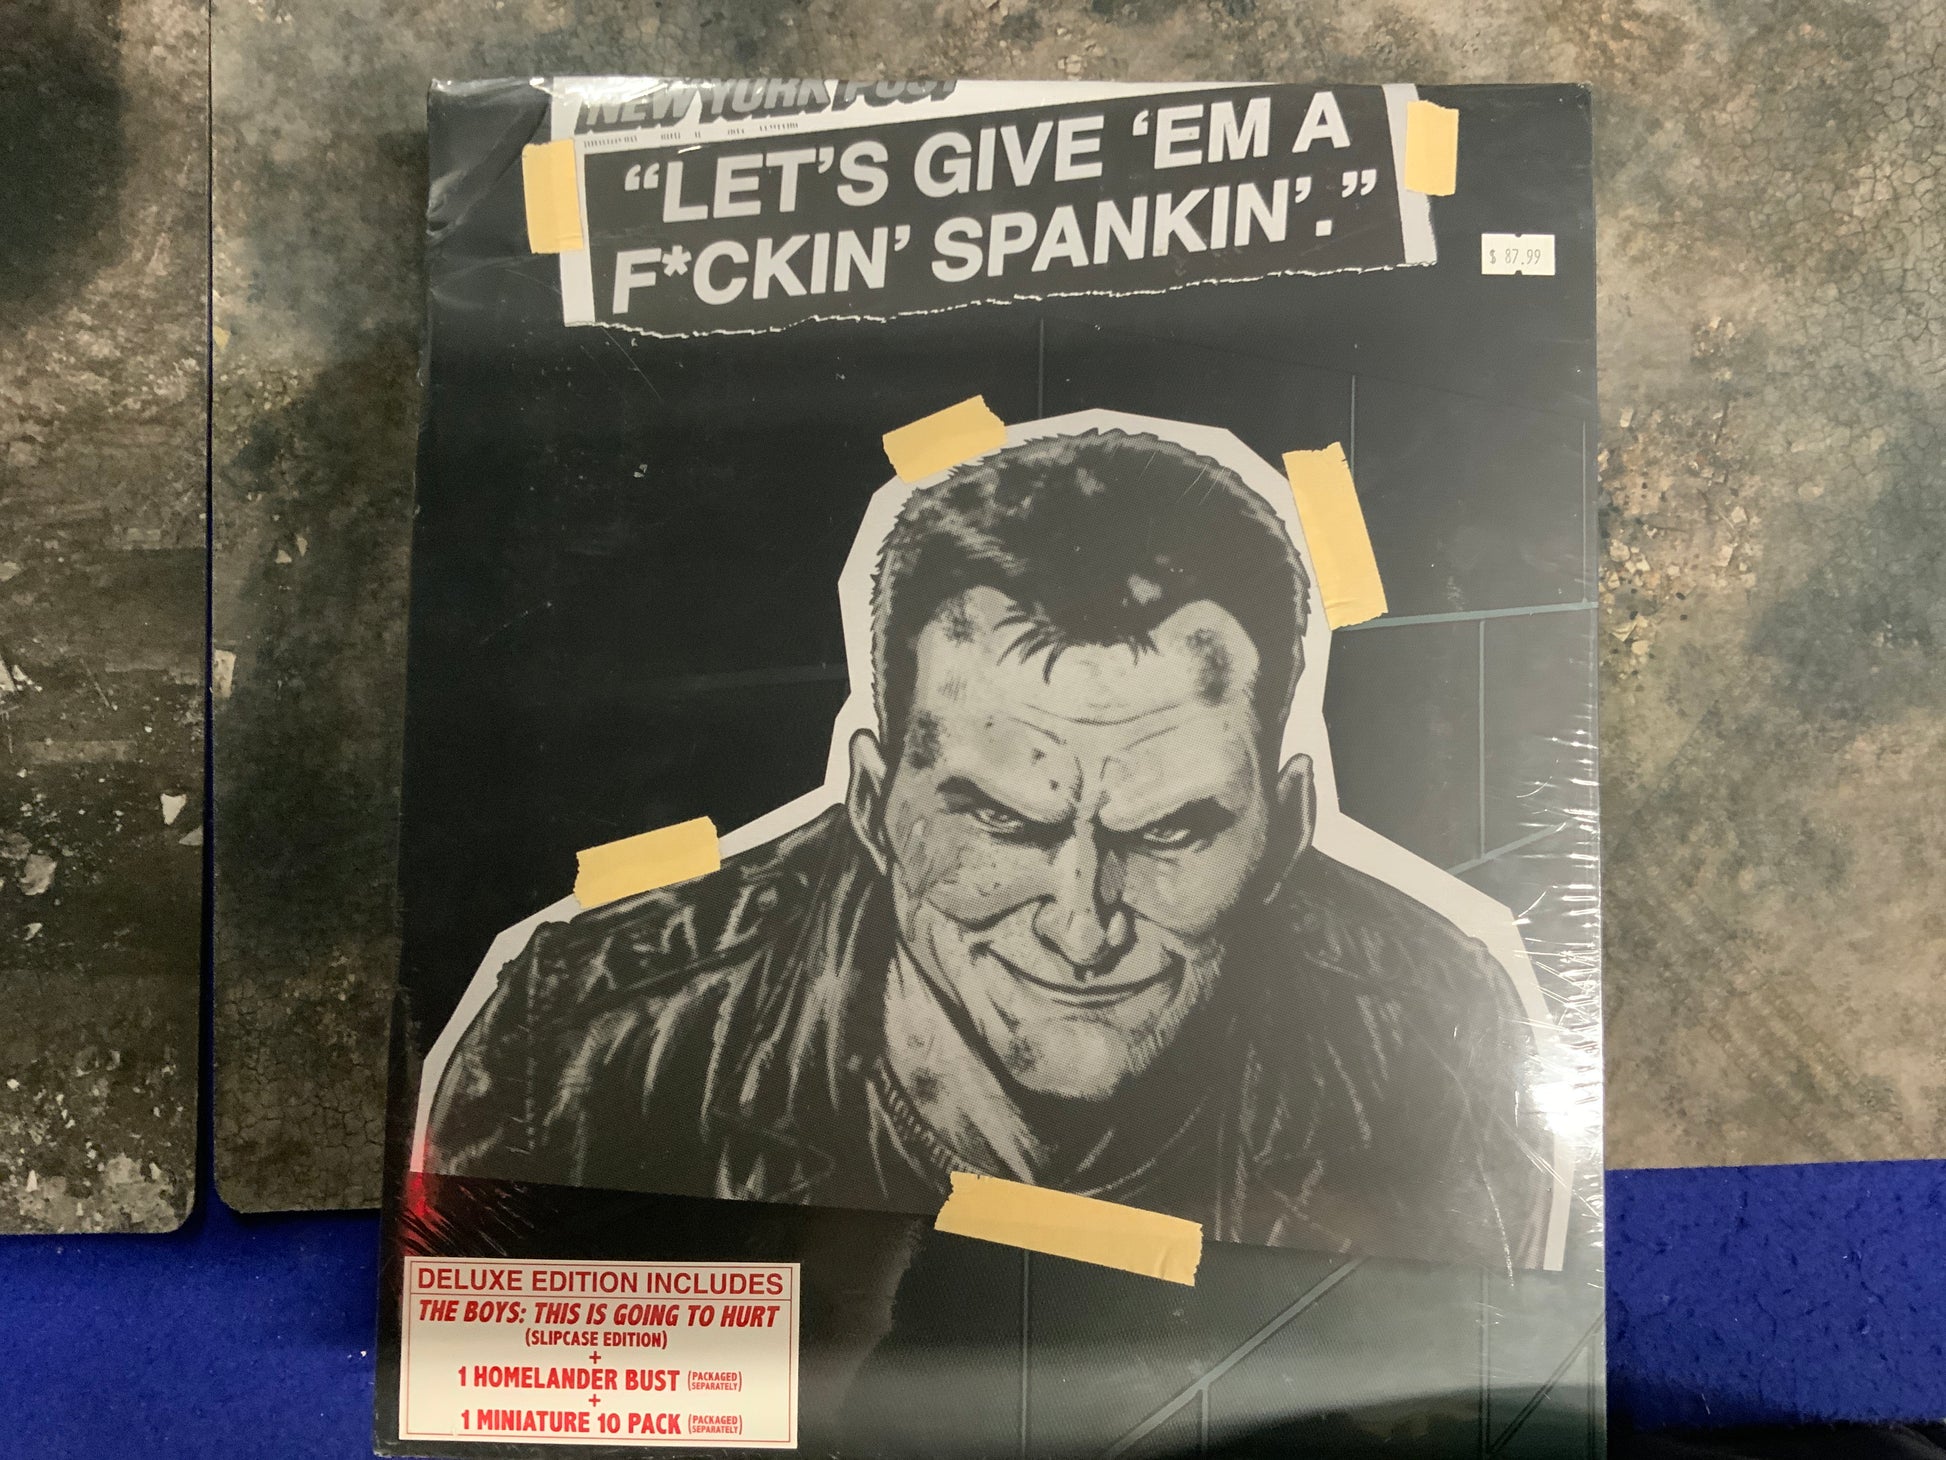 NEW YORK POST
“LET’S GIVE ‘EM A
F*CKIN’ SPANKIN’.”
$ 87.99
DELUXE EDITION INCLUDES
THE BOYS: THIS IS GOING TO HURT
(SLIPCASE EDITION)
+
1 HOMELANDER BUST (PACKAGED SEPARATELY)
+
1 MINIATURE 10 PACK (PACKAGED SEPARATELY)